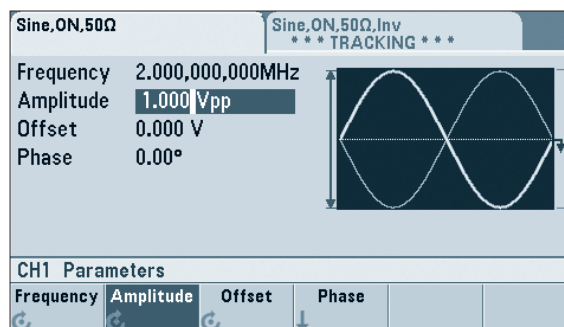 Sine,ON,50Ω
Sine,ON,50Ω,Inv
* * * TRACKING * * *
Frequency 2.000,000,000MHz
Amplitude 1.000 Vpp
Offset 0.000 V
Phase 0.00°
CH1 Parameters
Frequency Amplitude Offset Phase